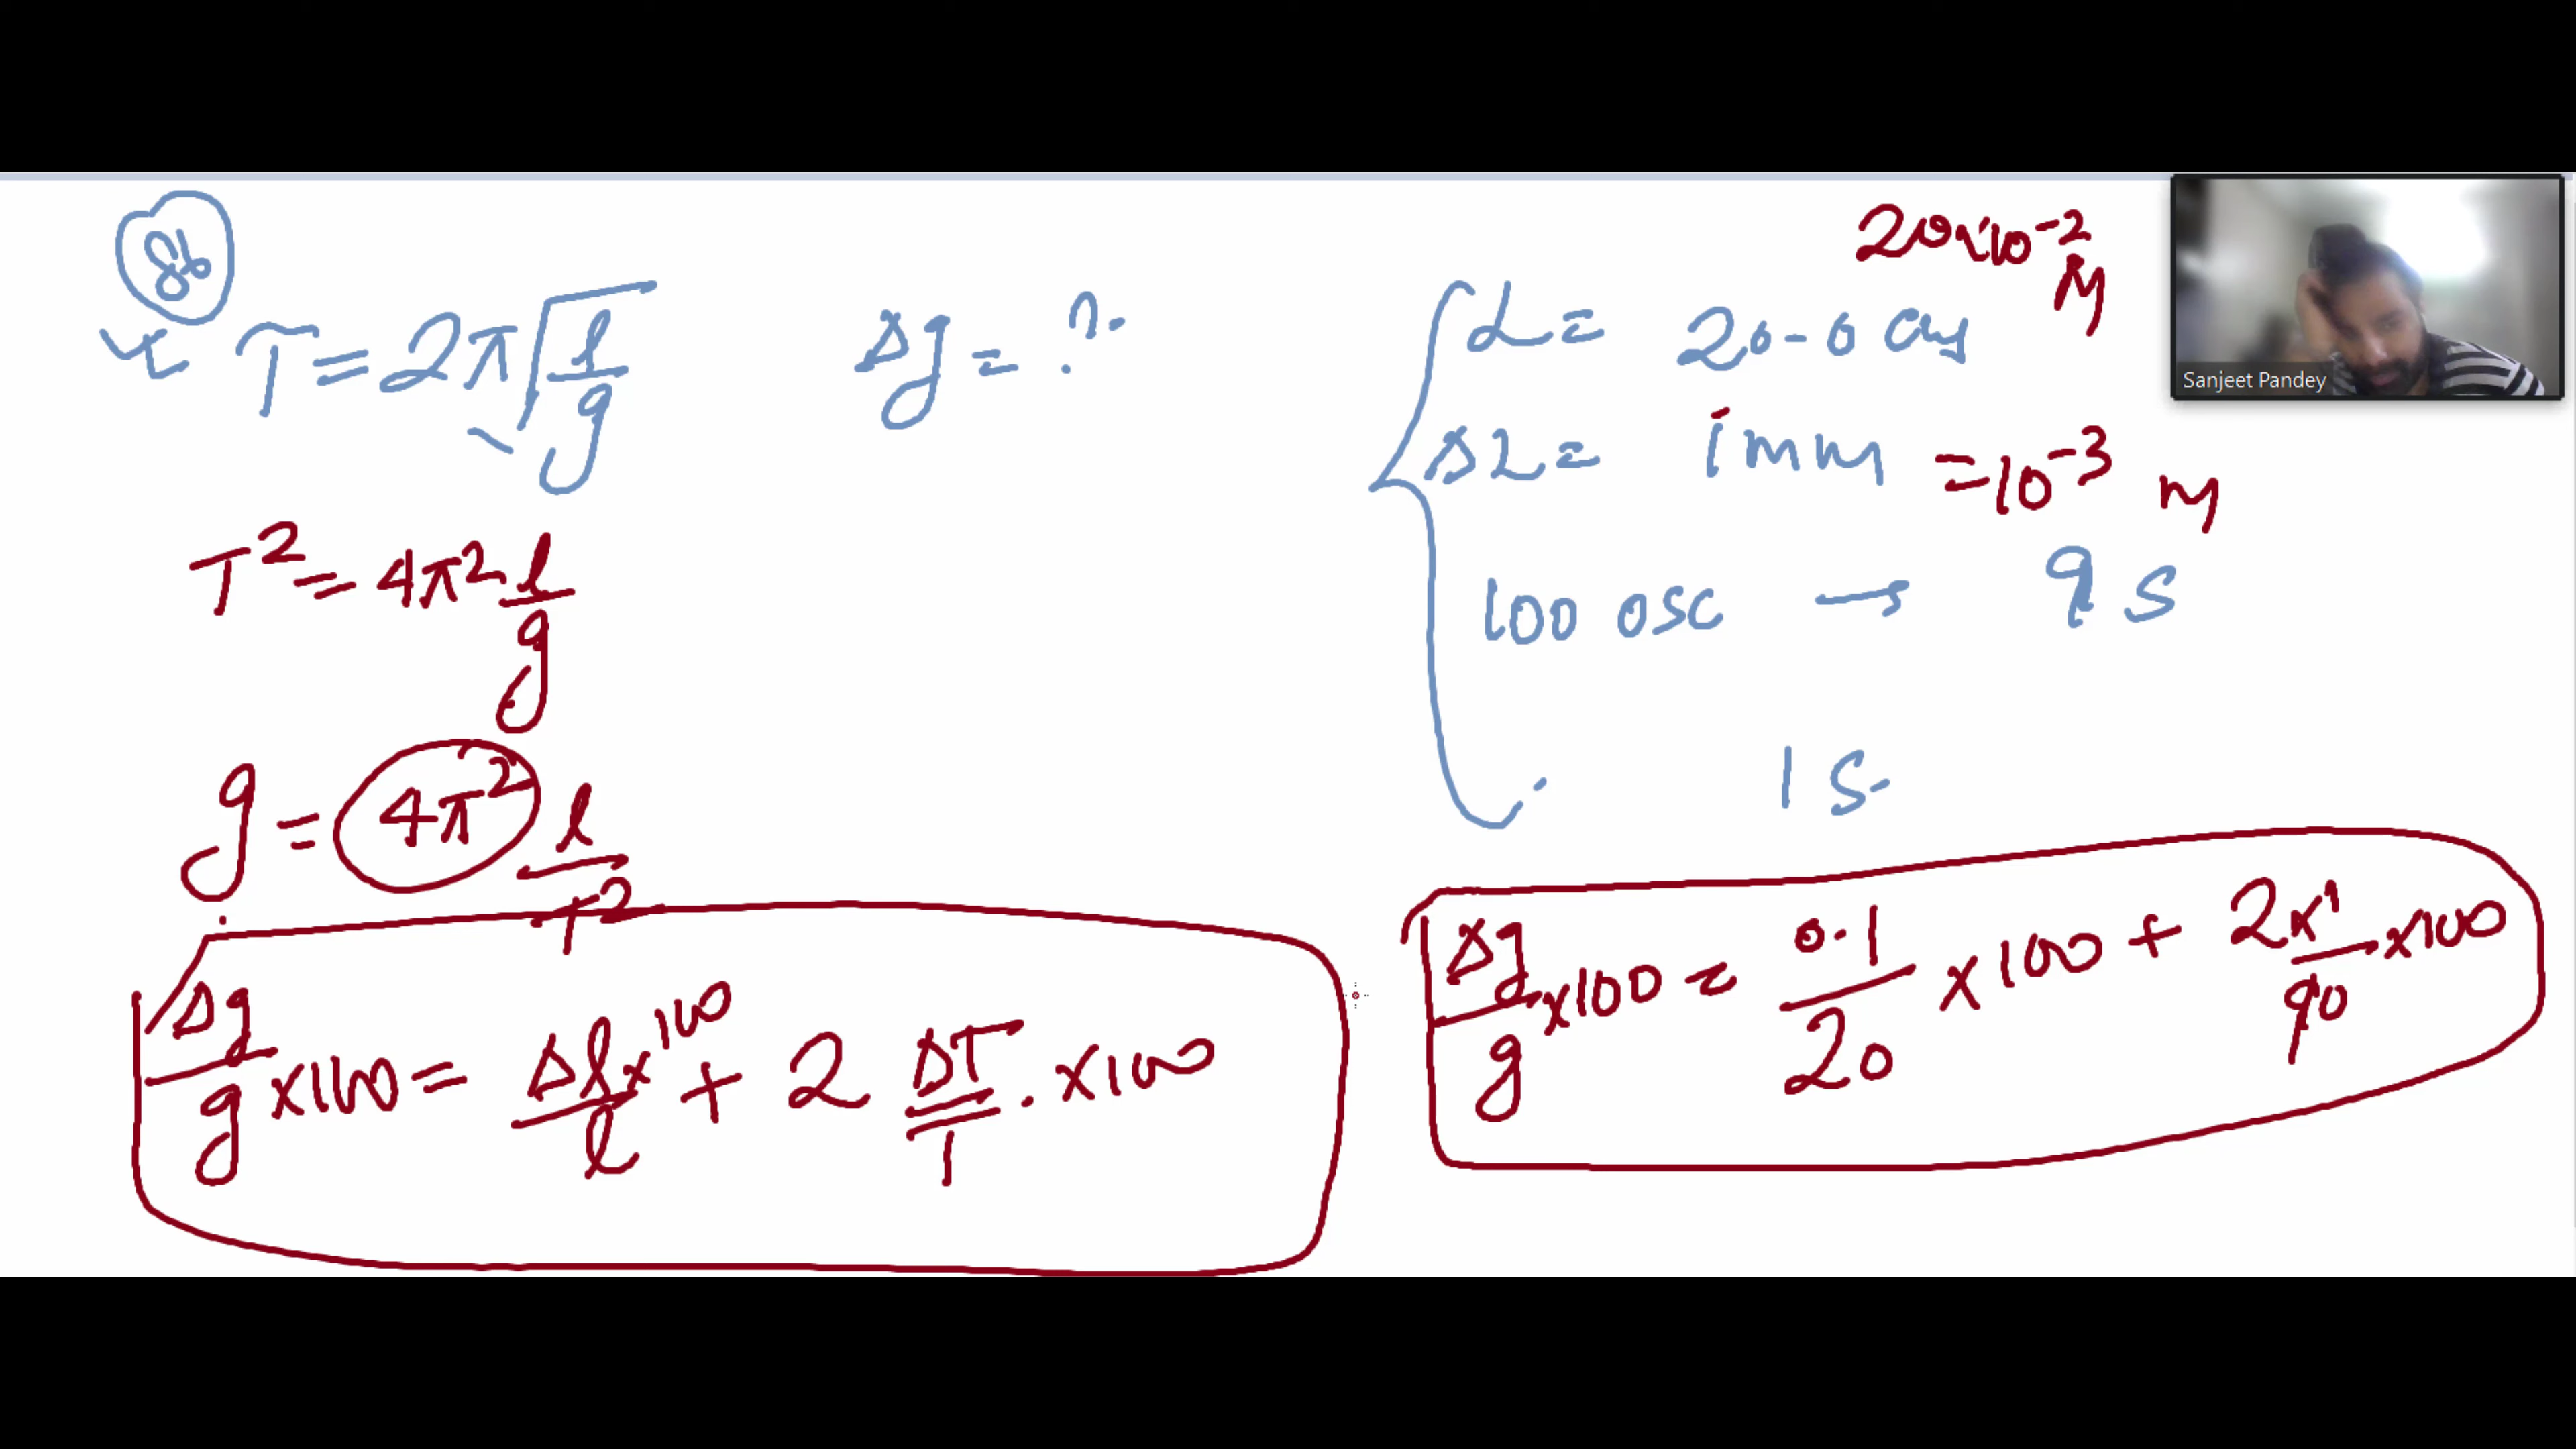 86
T = 2π√(l/g)
Δg = ?
T² = 4π² l/g
g = 4π² l/T²
Δg/g ×100 = Δl/l ×100 + 2 ΔT/T . ×100
20×10⁻² M
L = 20-0 cm
ΔL = 1mm = 10⁻³ m
100 osc → 9 s
1 s
Δg/g ×100 = 0.1/20 ×100 + 2×1/90 ×100
Sanjeet Pandey